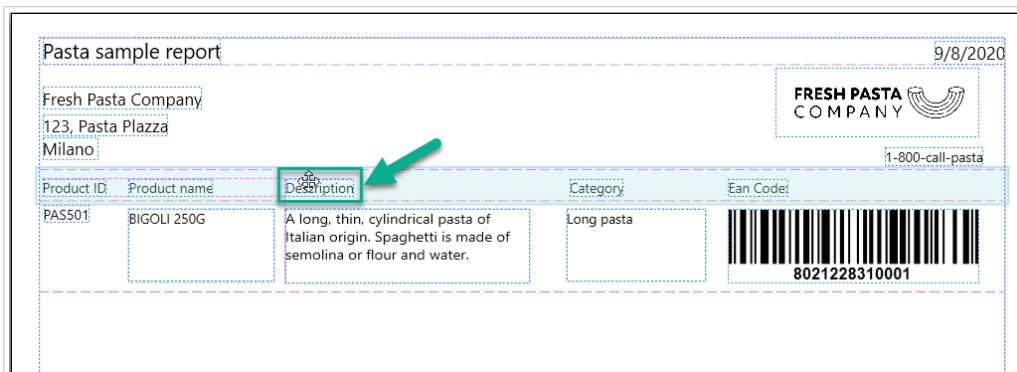 Pasta sample report 9/8/2020
Fresh Pasta Company
123, Pasta Plazza
Milano
FRESH PASTA
COMPANY
1-800-call-pasta
Product ID Product name Description Category Ean Code:
PAS501 BIGOLI 250G A long, thin, cylindrical pasta of Long pasta
Italian origin. Spaghetti is made of
semolina or flour and water.
8021228310001